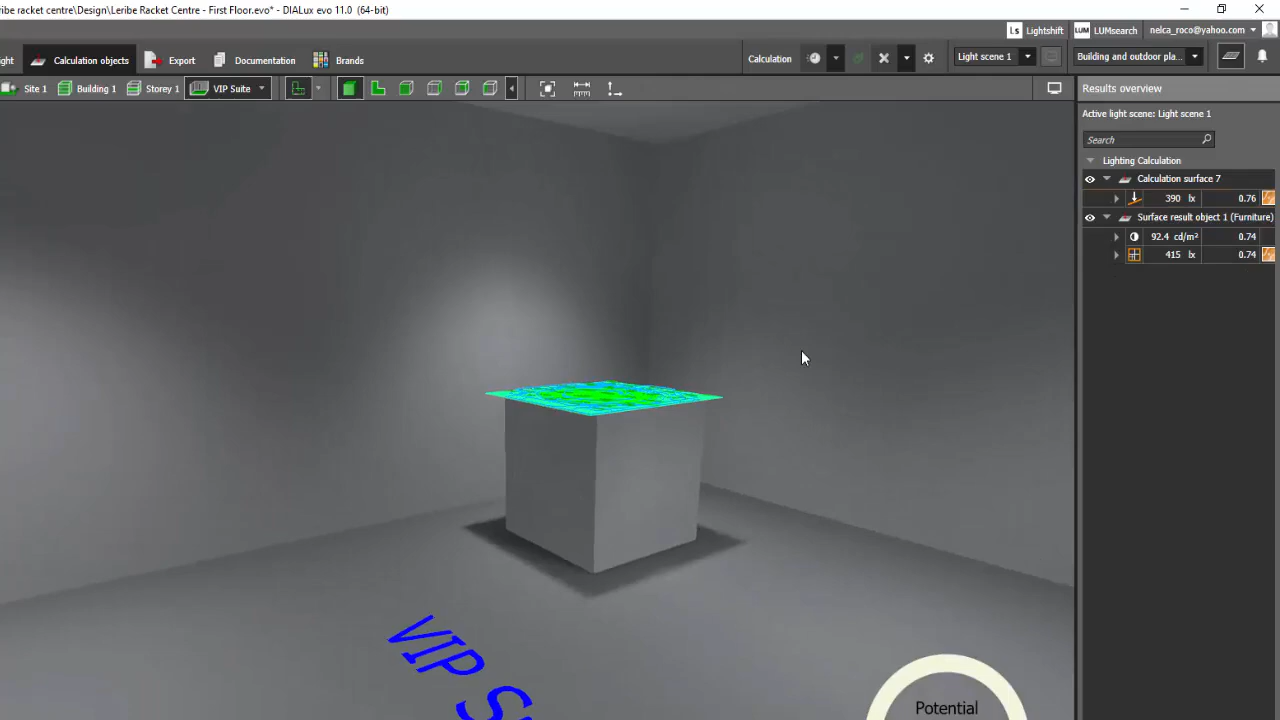 ibe racket centre\Design\Leribe Racket Centre - First Floor.evo* - DIALux evo 11.0 (64-bit)
Ls Lightshift LUM LUMsearch nelca_roco@yahoo.com
ght Calculation objects Export Documentation Brands Calculation Light scene 1 Building and outdoor pla...
Site 1 Building 1 Storey 1 VIP Suite Results overview
Active light scene: Light scene 1
Search
Lighting Calculation
Calculation surface 7
390 lx 0.76
Surface result object 1 (Furniture)
92.4 cd/m² 0.74
415 lx 0.74
VIP S
Potential